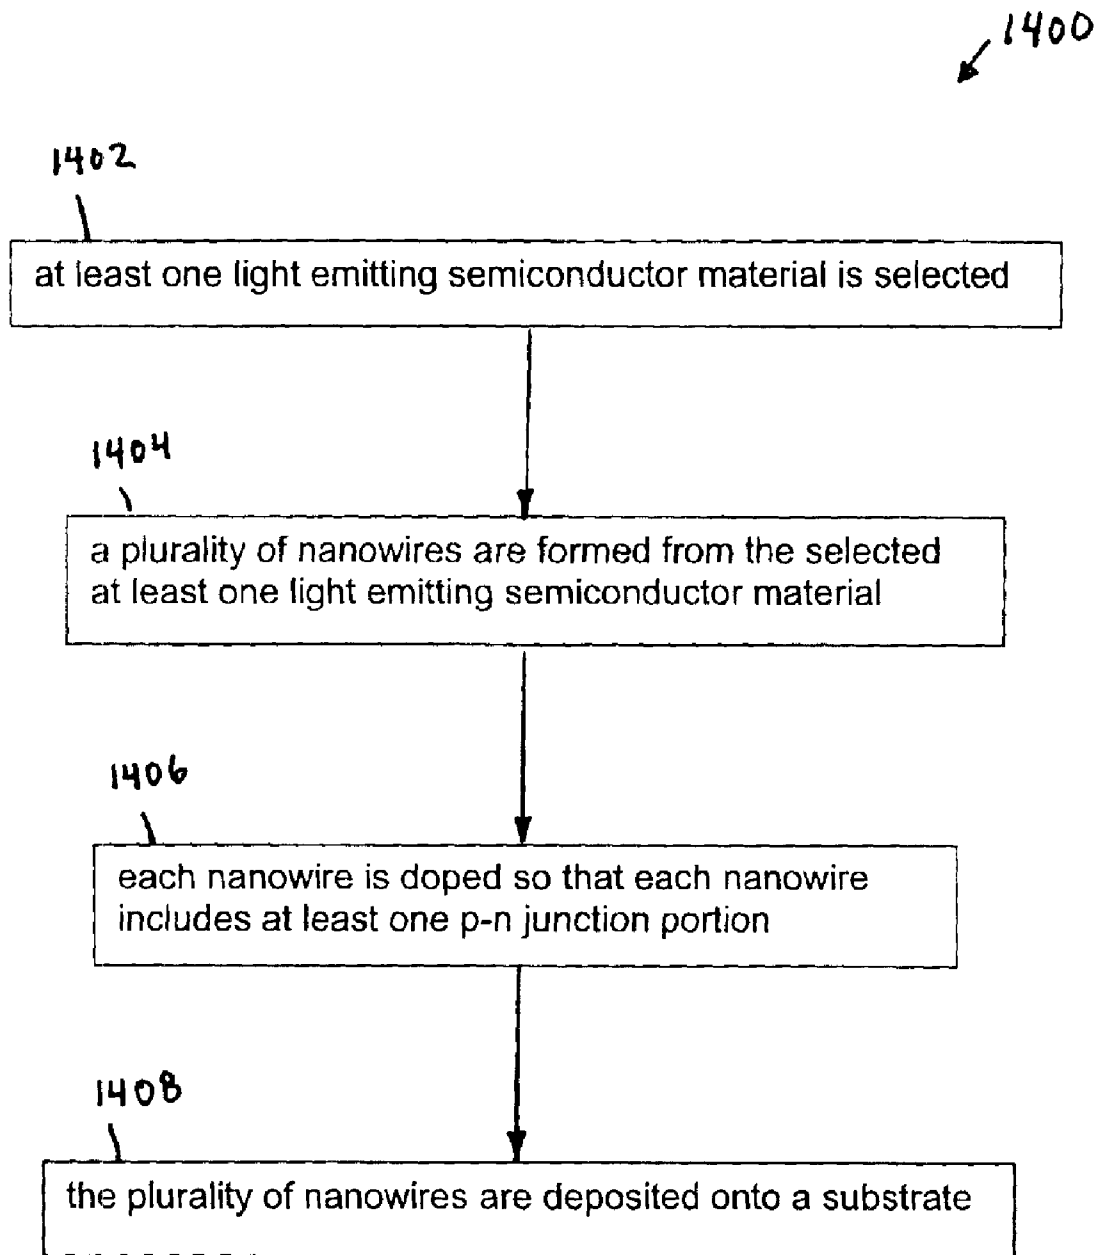 1400
1402
at least one light emitting semiconductor material is selected
1404
a plurality of nanowires are formed from the selected
at least one light emitting semiconductor material
1406
each nanowire is doped so that each nanowire
includes at least one p-n junction portion
1408
the plurality of nanowires are deposited onto a substrate